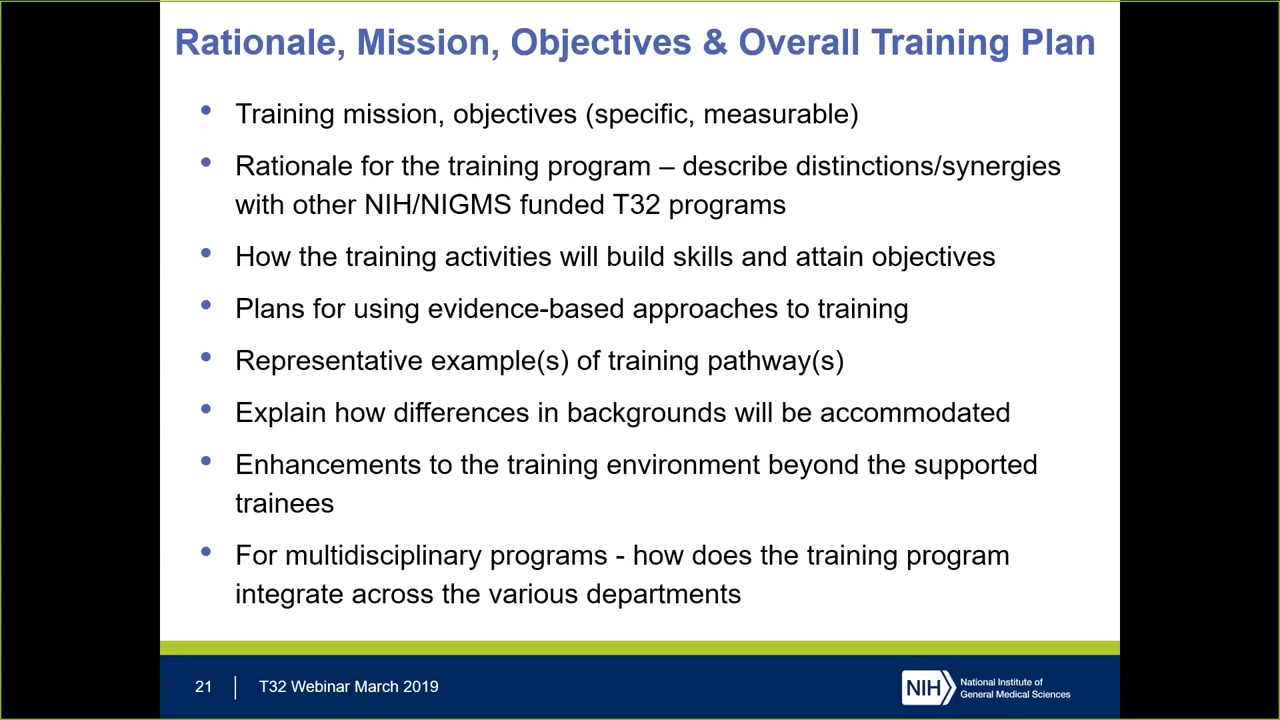 Rationale, Mission, Objectives & Overall Training Plan
• Training mission, objectives (specific, measurable)
• Rationale for the training program – describe distinctions/synergies
with other NIH/NIGMS funded T32 programs
• How the training activities will build skills and attain objectives
• Plans for using evidence-based approaches to training
• Representative example(s) of training pathway(s)
• Explain how differences in backgrounds will be accommodated
• Enhancements to the training environment beyond the supported
trainees
• For multidisciplinary programs - how does the training program
integrate across the various departments
21 | T32 Webinar March 2019
NIH National Institute of
General Medical Sciences